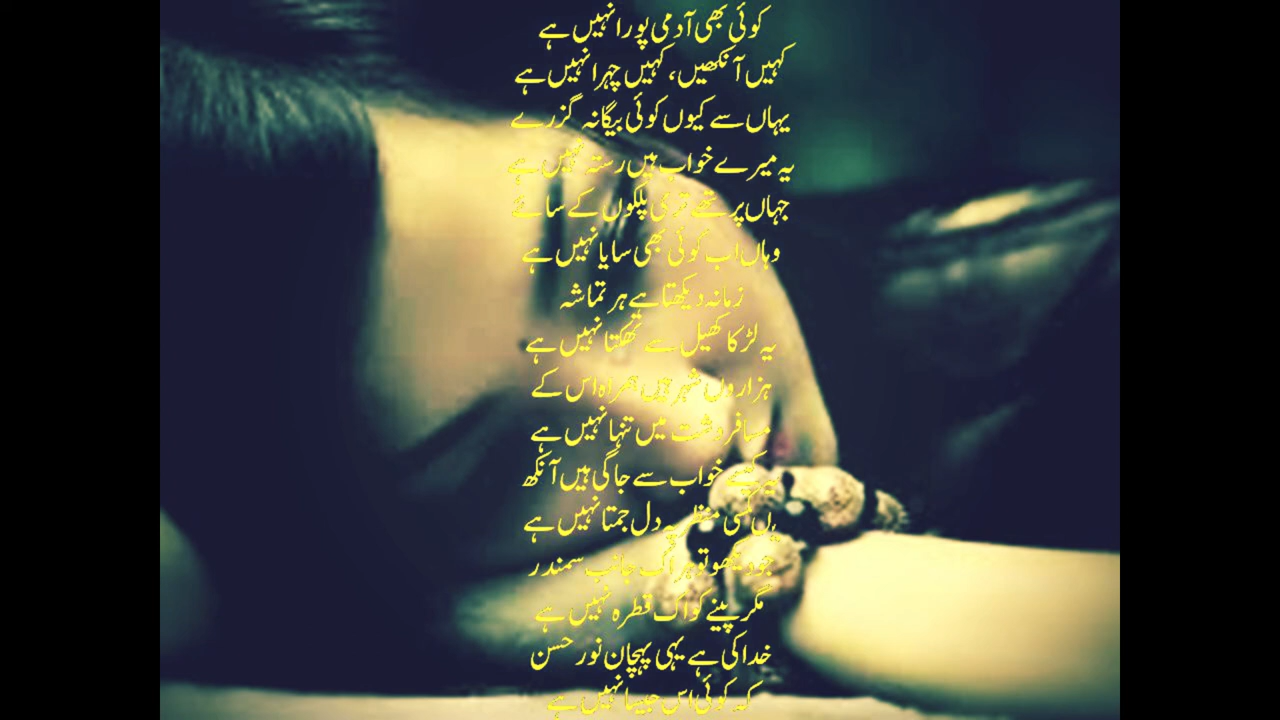 کوئی بھی آدمی پورا نہیں ہے
کہیں آنکھیں، کہیں چہرا نہیں ہے
یہاں سے کیوں کوئی بیگانہ گزرے
یہ میرے خواب ہیں رستہ نہیں ہے
جہاں پر تھے تری پلکوں کے سائے
وہاں اب کوئی بھی سایا نہیں ہے
زمانہ دیکھتا ہے ہر تماشہ
یہ لڑکا کھیل سے تھکتا نہیں ہے
ہزاروں شہر ہیں ہمراہ اس کے
مسافر دشت میں تنہا نہیں ہے
یہ کیسے خواب سے جاگی ہیں آنکھ
کسی منظر پہ دل جمتا نہیں ہے
جو دیکھو تو ہر اک جانب سمندر
مگر پینے کو اک قطرہ نہیں ہے
خدا کی ہے یہی پہچان نور حسن
کہ کوئی اس جیسا نہیں ہے